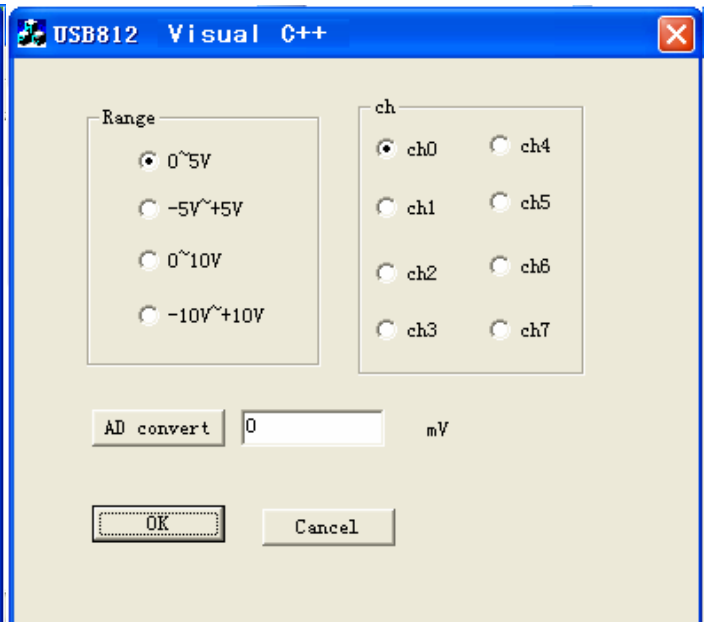 USB812 Visual C++
Range
0~5V
-5V~+5V
0~10V
-10V~+10V
ch
ch0
ch4
ch1
ch5
ch2
ch6
ch3
ch7
AD convert
0
mV
OK
Cancel